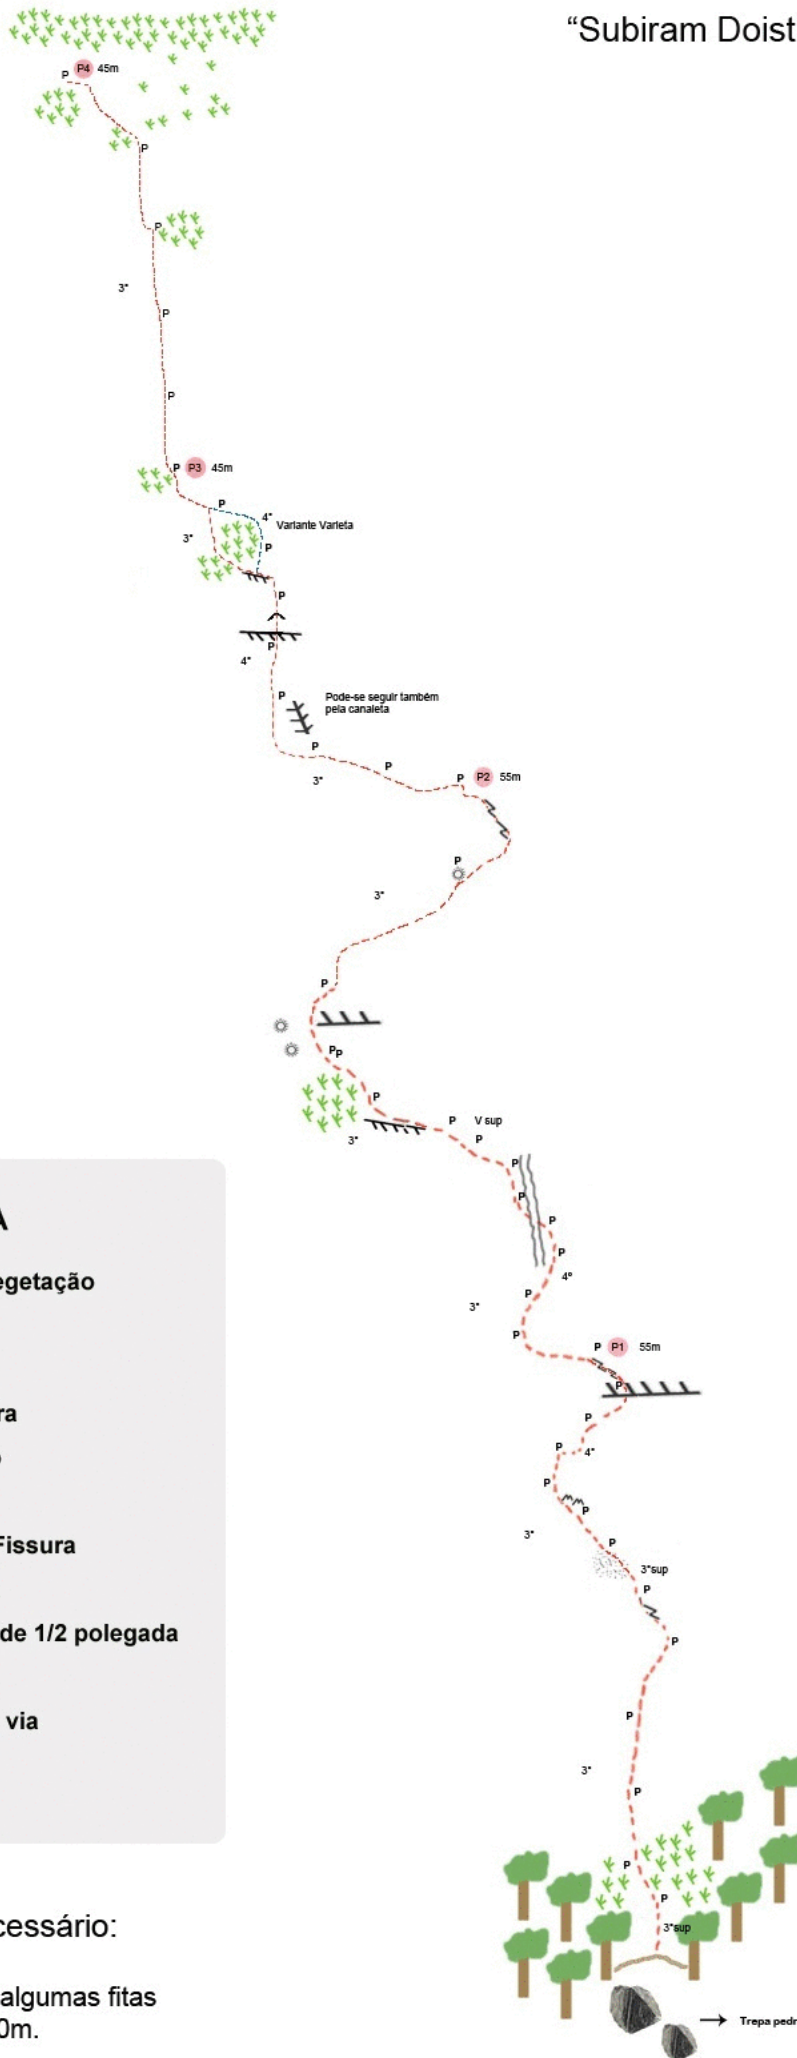 “Subiram Doist
P P4 45m
P
P
3°
P
P
P P3 45m
P
4°
Variante Varieta
3°
P
P
P
4°
P
Pode-se seguir também
pela canaleta
P
P
3°
P P2 55m
P
3°
P
PP
P
3°
P V sup
P
P
P
P
P
4°
P
3°
P
P P1 55m
P
P
P
4°
P
P
3°
P
3°sup
P
P
P
3°
P
P
P
3°sup
A
egetação
ra
o
Fissura
de 1/2 polegada
via
cessário:
algumas fitas
0m.
→ Trepa pedr